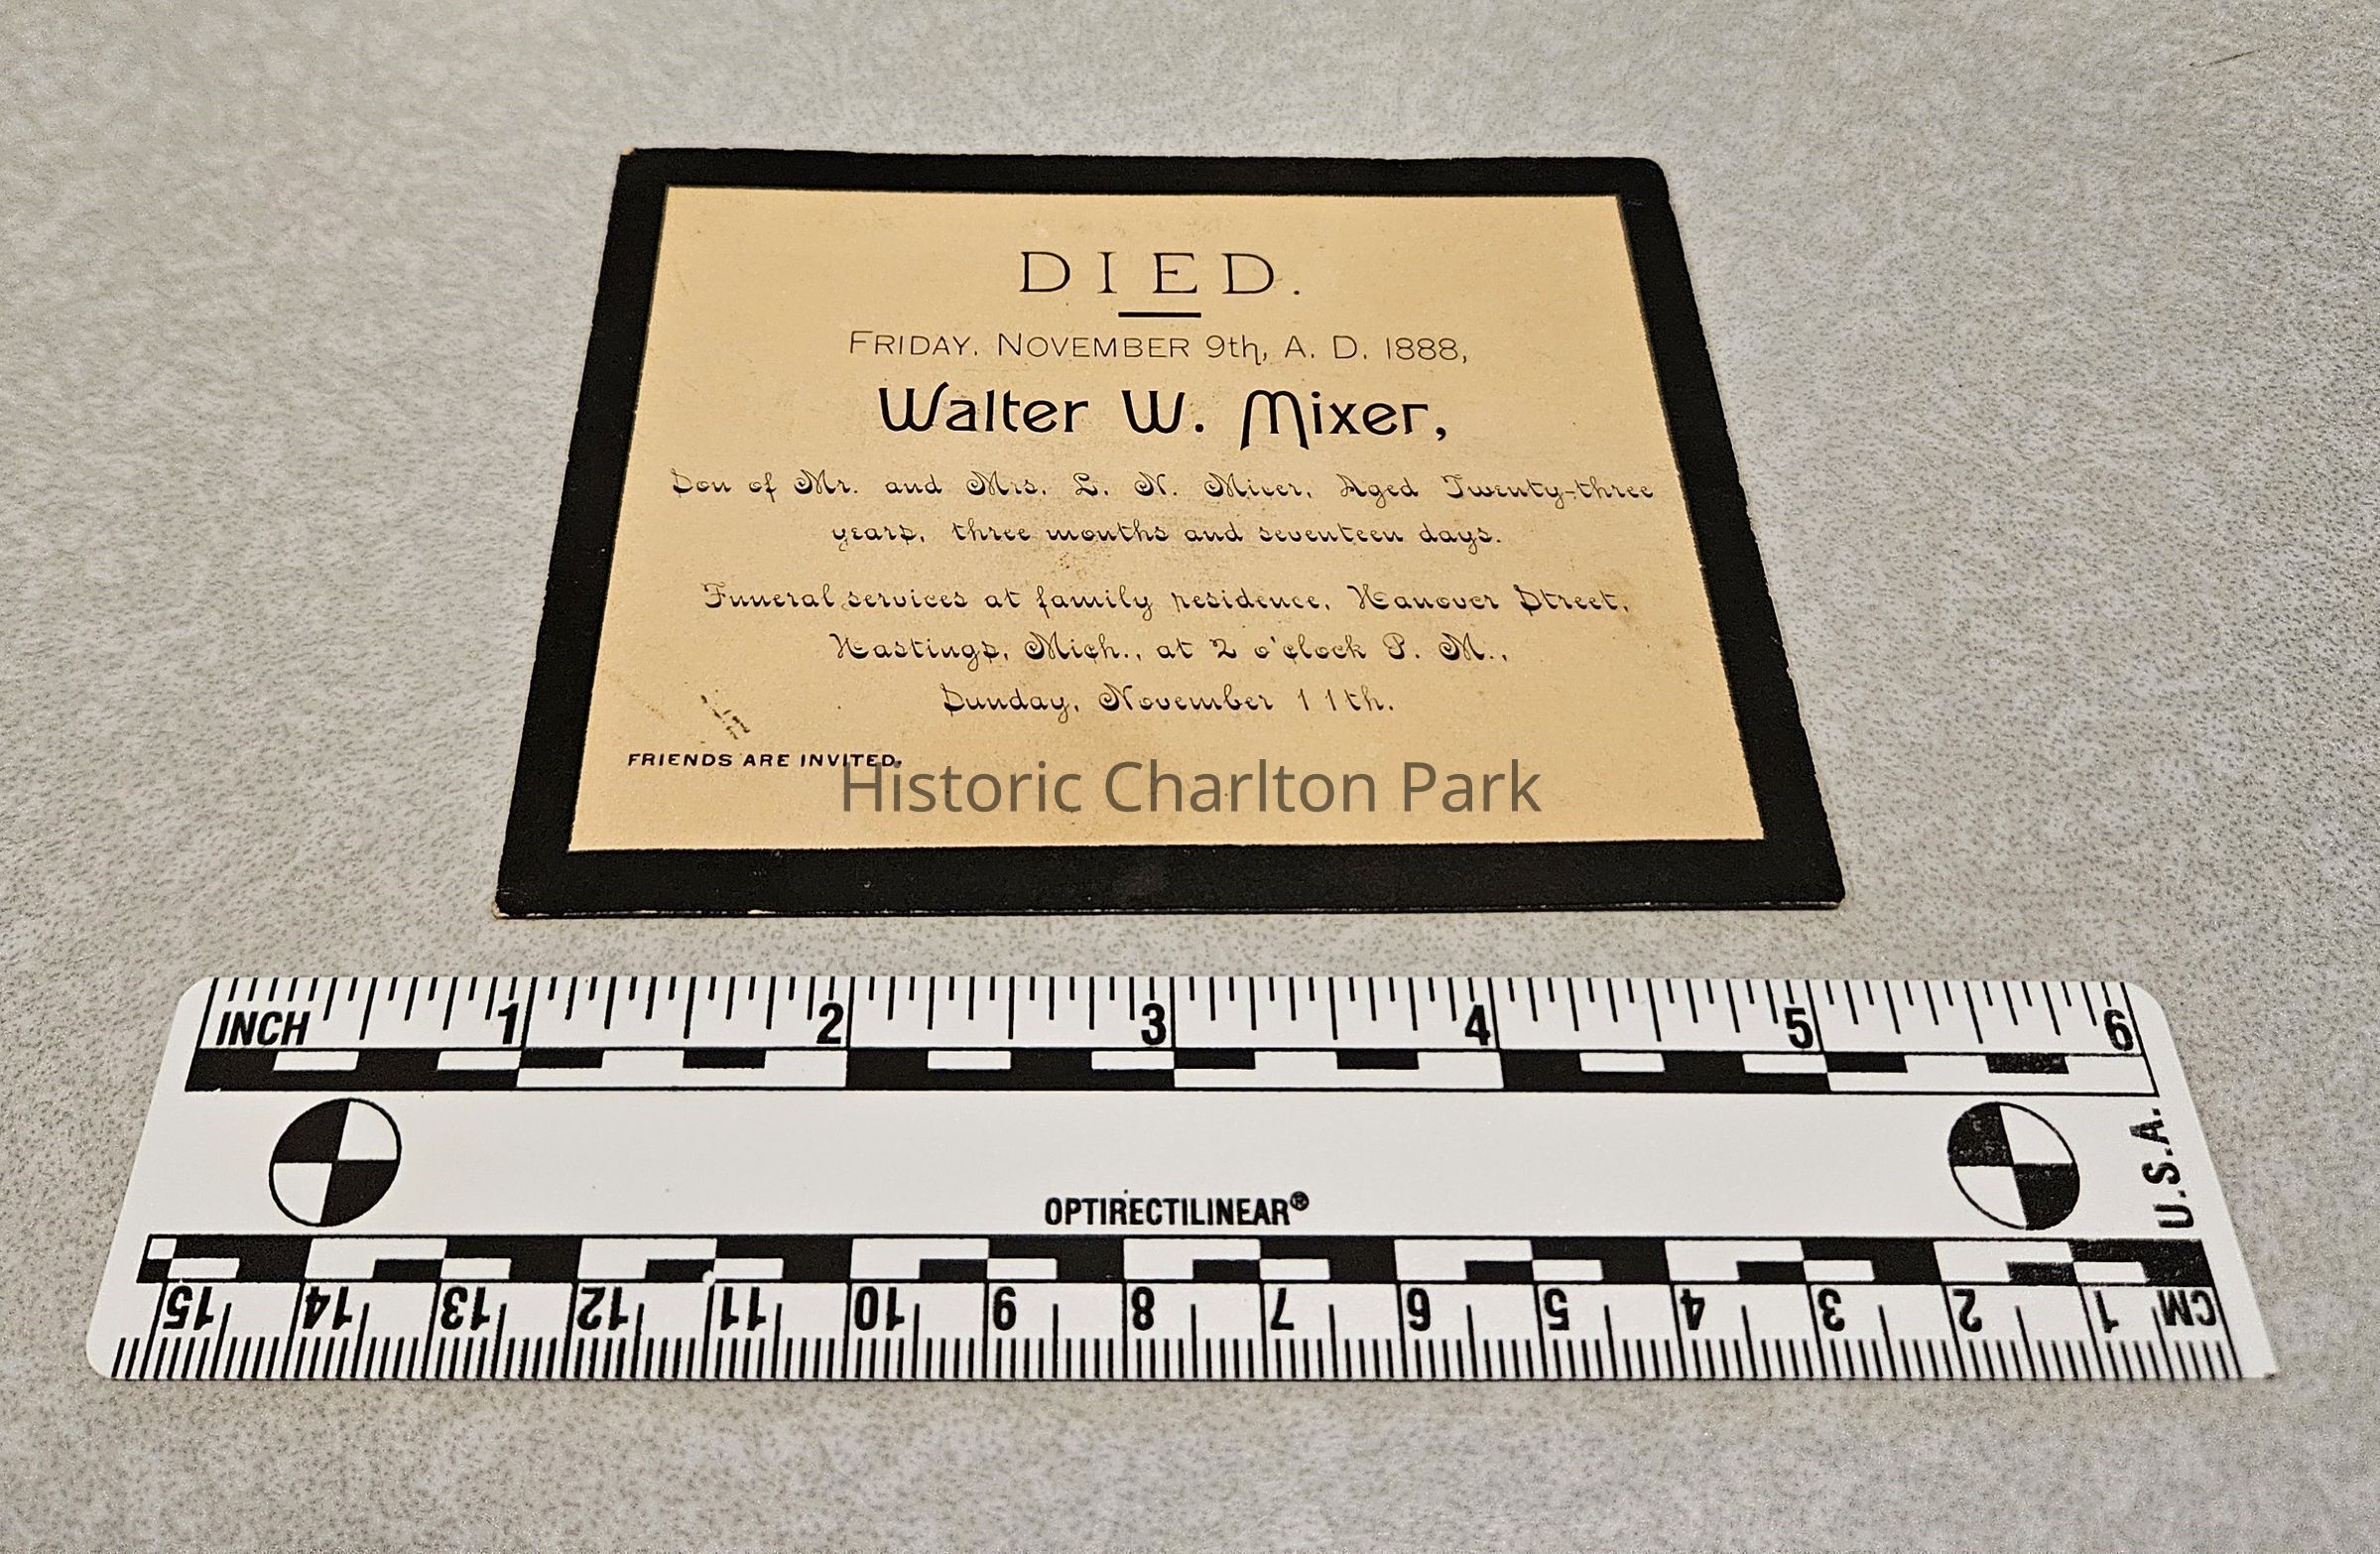 DIED.
FRIDAY, NOVEMBER 9th, A. D. 1888,
Walter W. Mixer,
Son of Mr. and Mrs. L. N. Mixer, Aged Twenty-three
years, three months and seventeen days.
Funeral services at family residence, Hanover Street,
Hastings, Mich., at 2 o'clock P. M.,
Sunday, November 11th.
FRIENDS ARE INVITED.
Historic Charlton Park
INCH 1 2 3 4 5 6
U.S.A.
OPTIRECTILINEAR®
15 14 13 12 11 10 9 8 7 6 5 4 3 2 1 CM